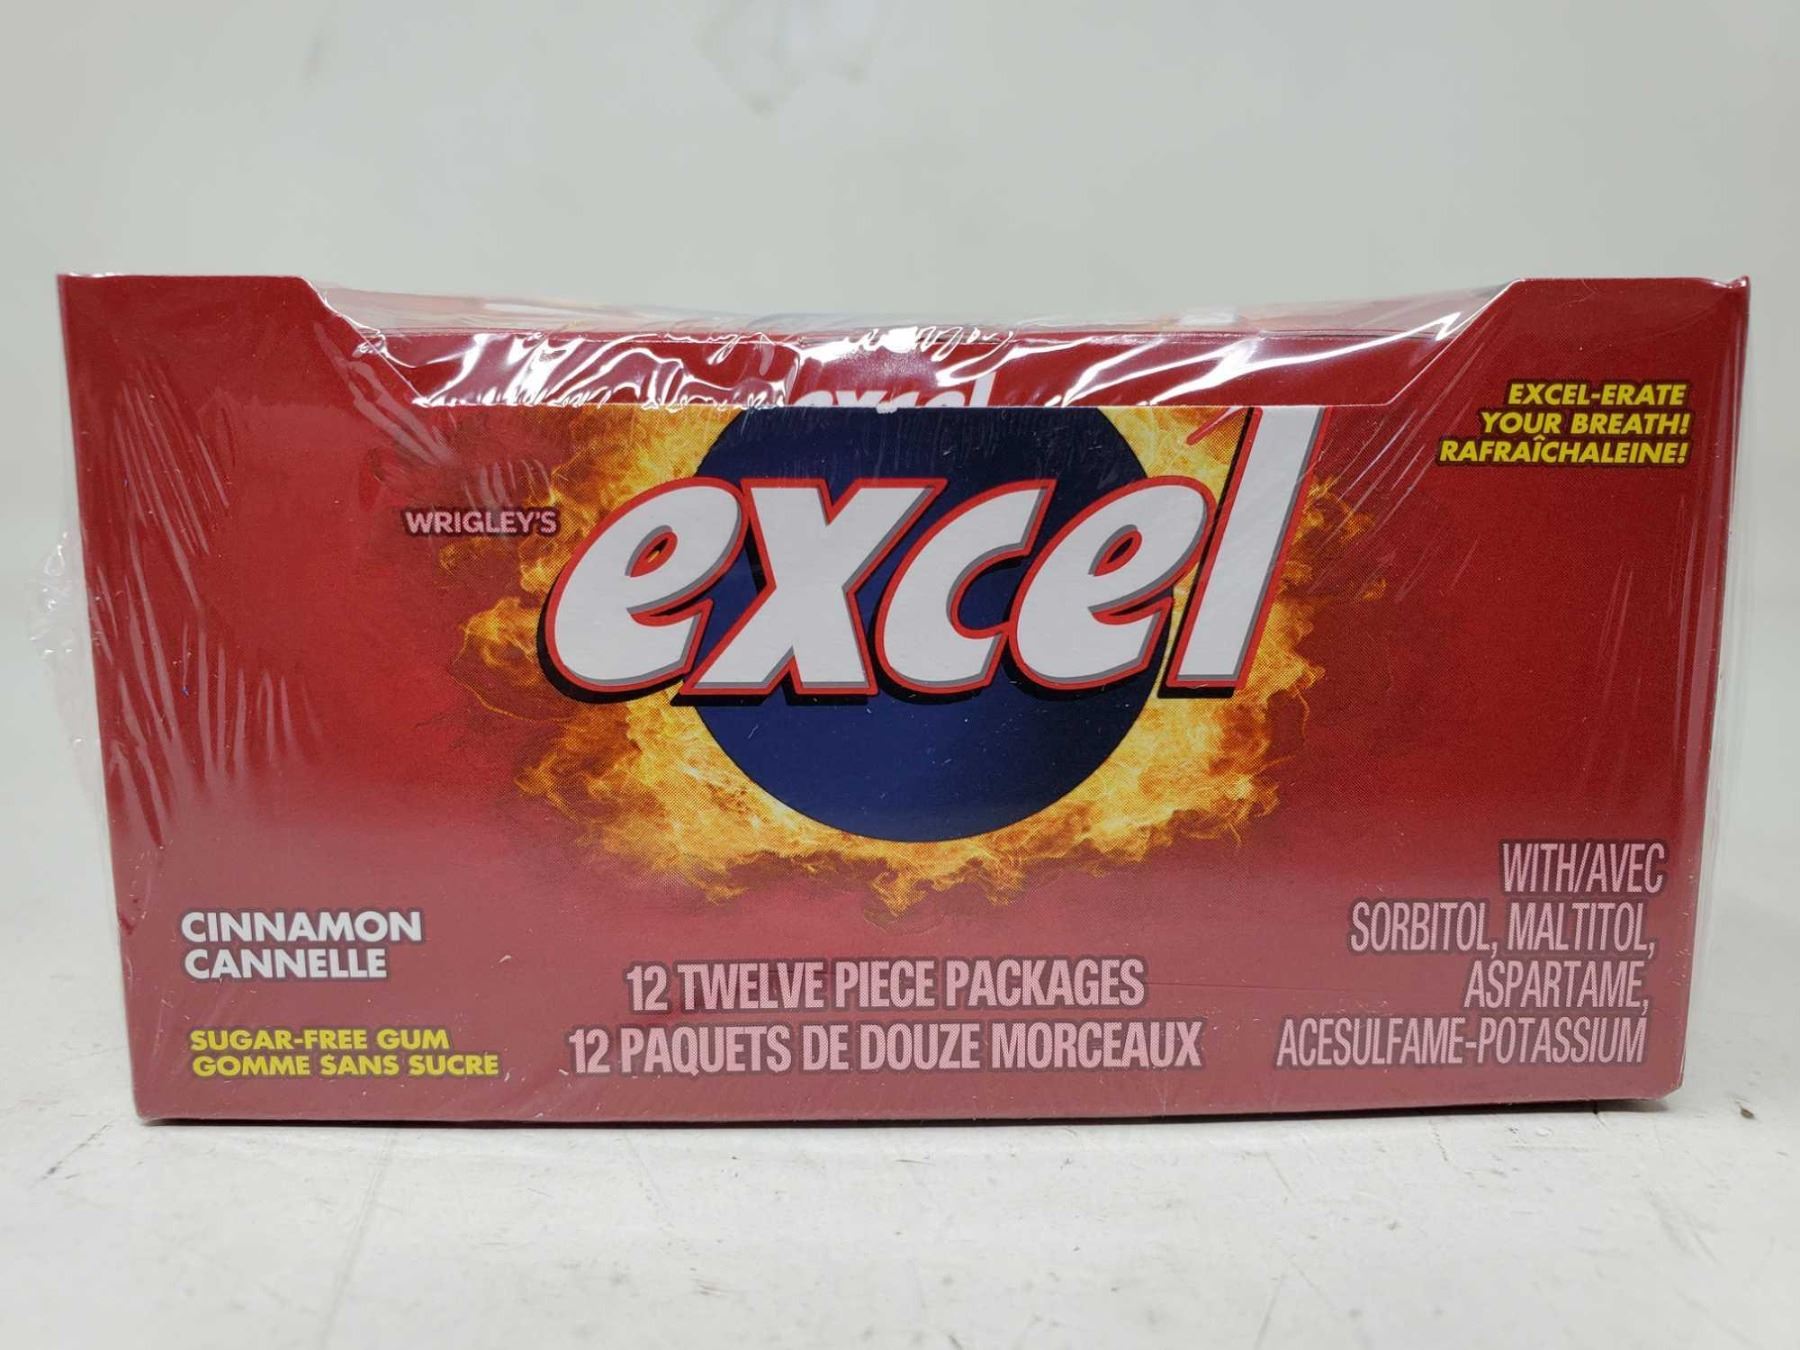 EXCEL-ERATE
YOUR BREATH!
RAFRAÎCHALEINE!
WRIGLEY'S
excel
CINNAMON
CANNELLE
SUGAR-FREE GUM
GOMME SANS SUCRE
12 TWELVE PIECE PACKAGES
12 PAQUETS DE DOUZE MORCEAUX
WITH/AVEC
SORBITOL, MALTITOL,
ASPARTAME,
ACESULFAME-POTASSIUM